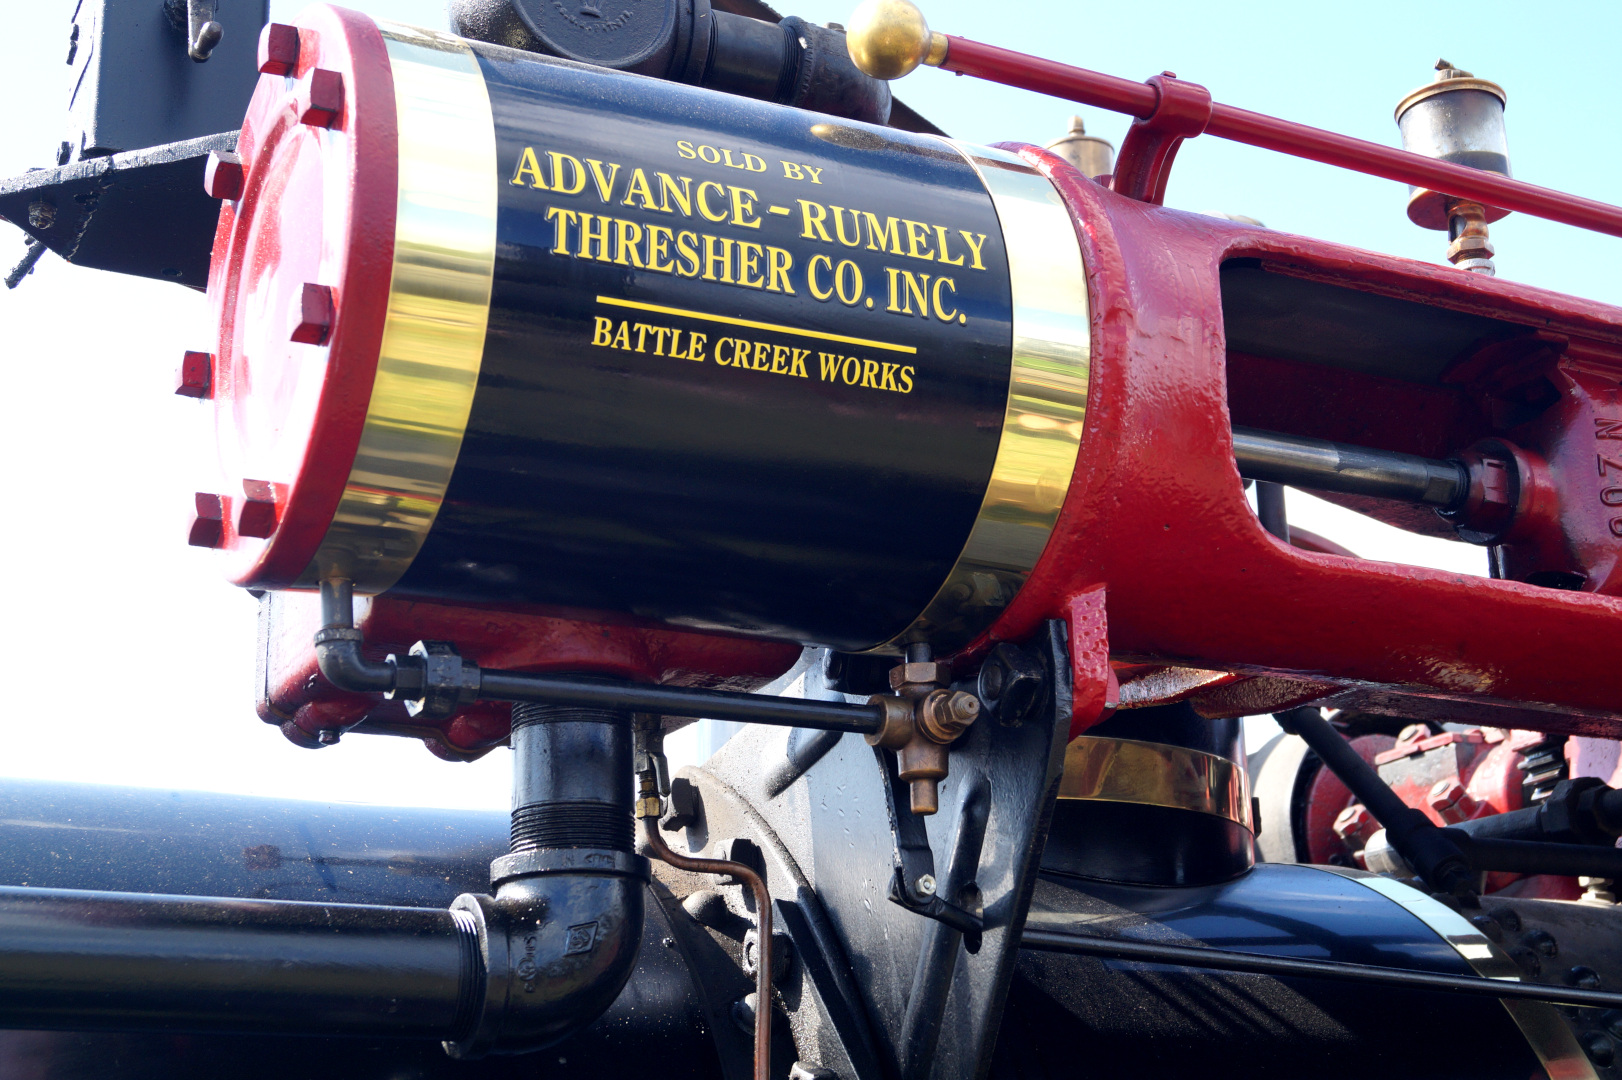 SOLD BY
ADVANCE-RUMELY
THRESHER CO. INC.
BATTLE CREEK WORKS